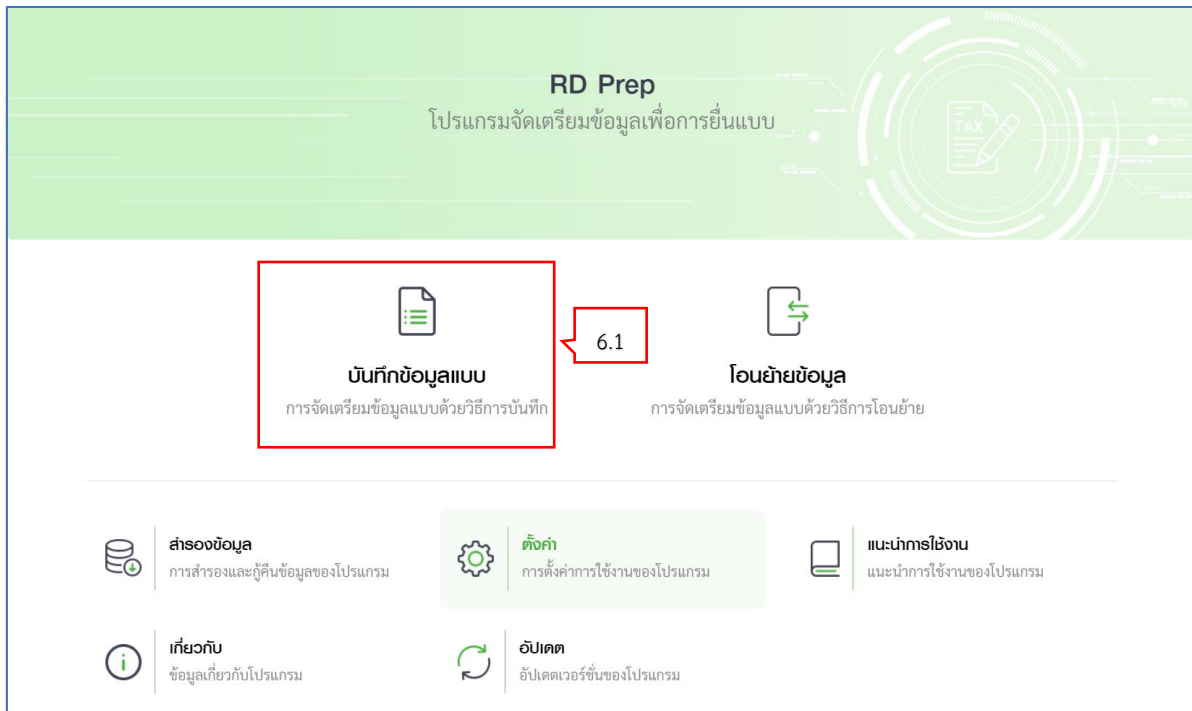 RD Prep
โปรแกรมจัดเตรียมข้อมูลเพื่อการยื่นแบบ
TAX
6.1
บันทึกข้อมูลแบบ
การจัดเตรียมข้อมูลแบบด้วยวิธีการบันทึก
โอนย้ายข้อมูล
การจัดเตรียมข้อมูลแบบด้วยวิธีการโอนย้าย
สำรองข้อมูล
การสำรองและกู้คืนข้อมูลของโปรแกรม
ตั้งค่า
การตั้งค่าการใช้งานของโปรแกรม
แนะนำการใช้งาน
แนะนำการใช้งานของโปรแกรม
เกี่ยวกับ
ข้อมูลเกี่ยวกับโปรแกรม
อัปเดต
อัปเดตเวอร์ชั่นของโปรแกรม